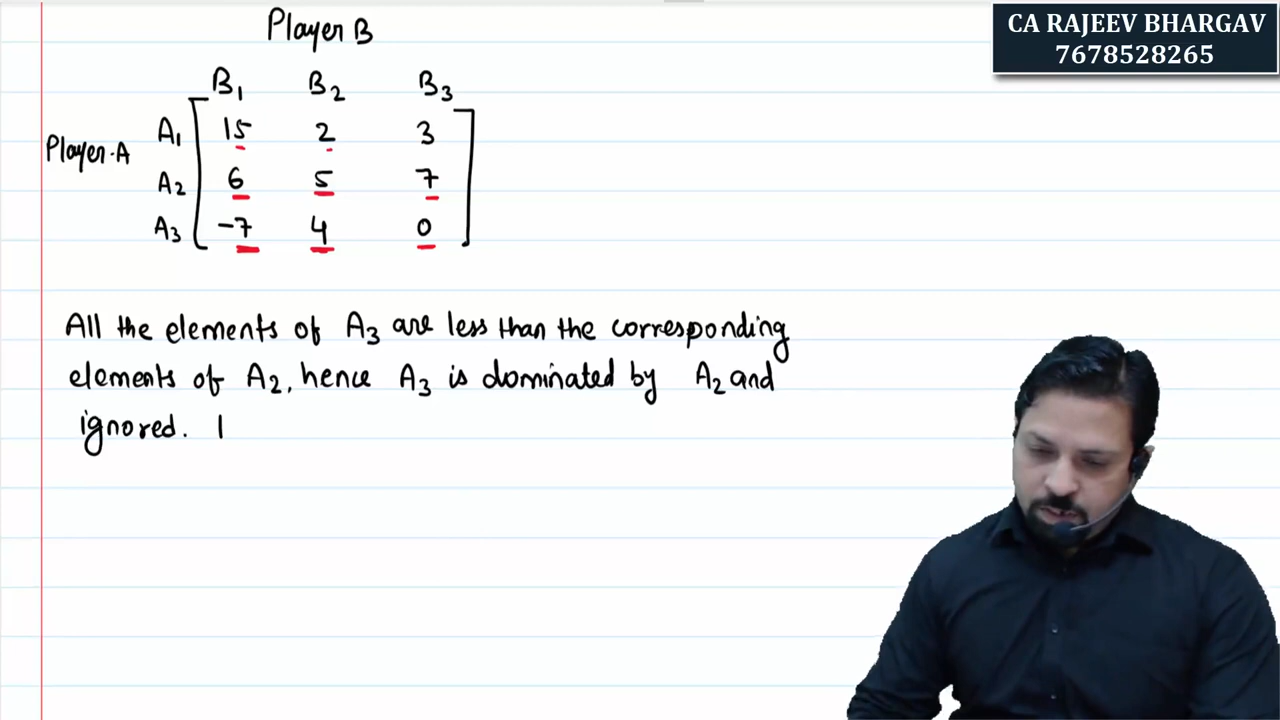 Player B
CA RAJEEV BHARGAV
7678528265
B1 B2 B3
Player.A A1 15 2 3
A2 6 5 7
A3 -7 4 0
All the elements of A3 are less than the corresponding
elements of A2, hence A3 is dominated by A2 and
ignored. I